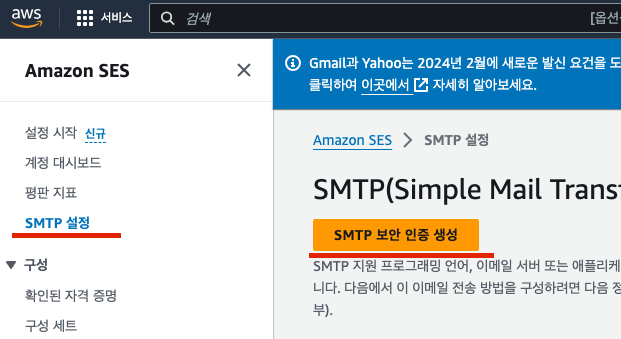 aws
서비스
검색
[옵션
Amazon SES
Gmail과 Yahoo는 2024년 2월에 새로운 발신 요건을 도
클릭하여 이곳에서 자세히 알아보세요.
설정 시작 신규
계정 대시보드
평판 지표
SMTP 설정
구성
확인된 자격 증명
구성 세트
Amazon SES > SMTP 설정
SMTP(Simple Mail Transf
SMTP 보안 인증 생성
SMTP 지원 프로그래밍 언어, 이메일 서버 또는 애플리케
니다. 다음에서 이 이메일 전송 방법을 구성하려면 다음 정
부).